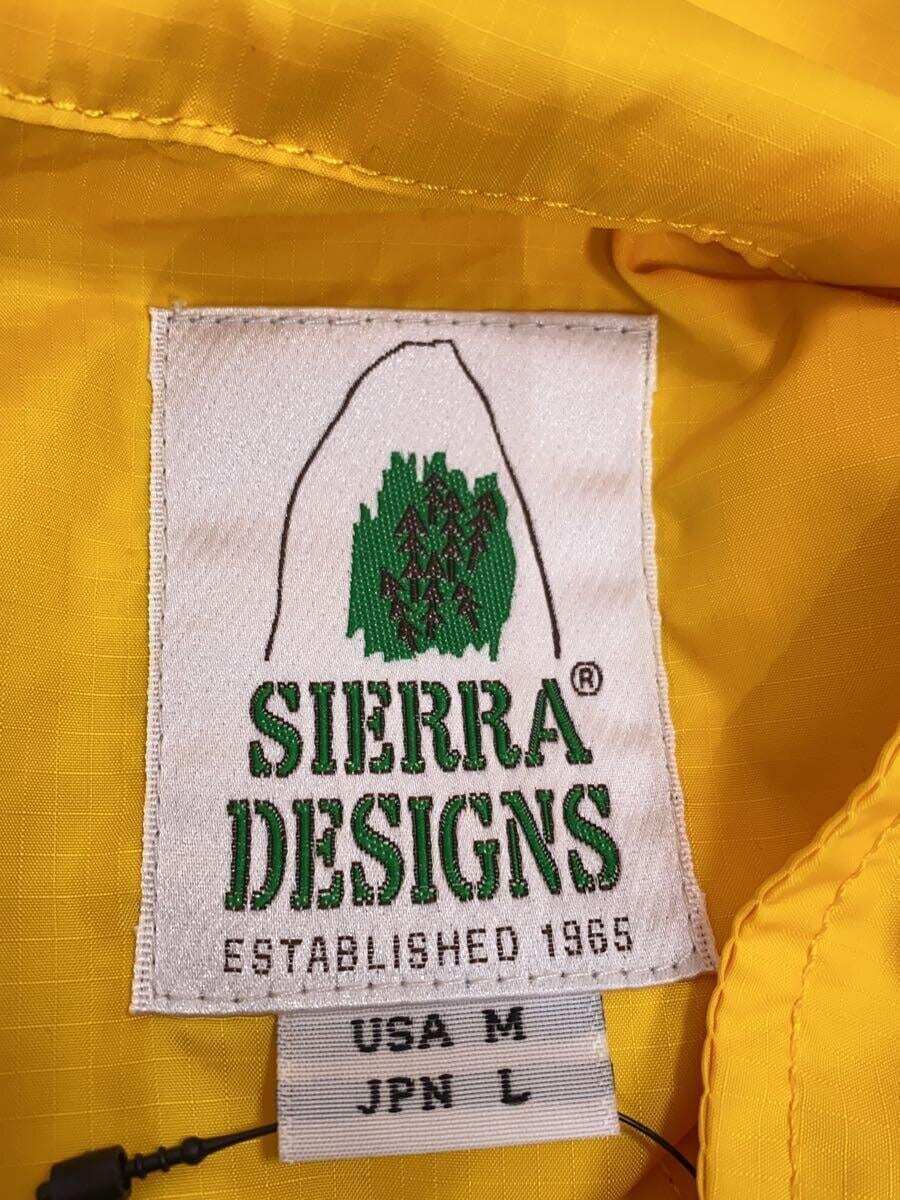 SIERRA®
DESIGNS
ESTABLISHED 1965
USA M
JPN L